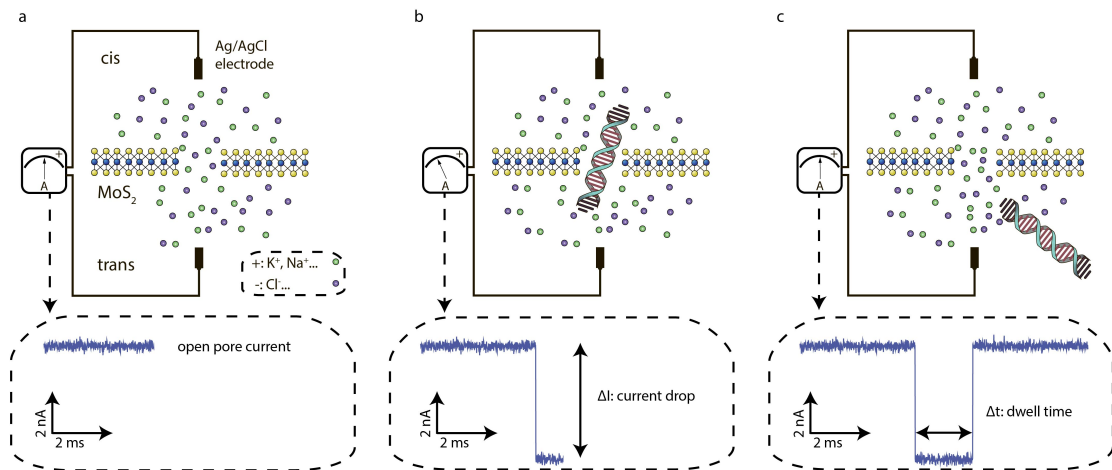 a
cis
Ag/AgCl
electrode
+
A
MoS₂
trans
+: K⁺, Na⁺...
-: Cl⁻...
open pore current
2 nA
2 ms
b
+
A
ΔI: current drop
2 nA
2 ms
c
+
A
Δt: dwell time
2 nA
2 ms